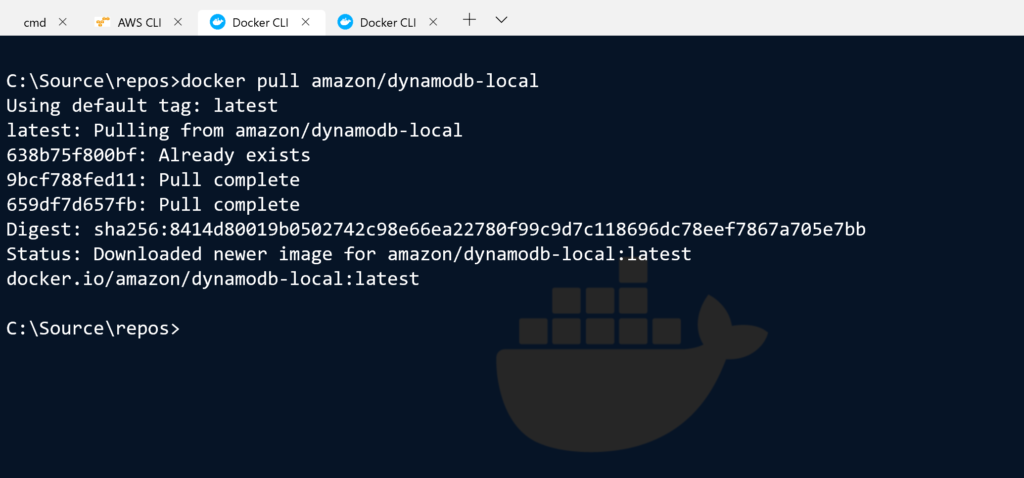 cmd
AWS CLI
Docker CLI
Docker CLI
C:\Source\repos>docker pull amazon/dynamodb-local
Using default tag: latest
latest: Pulling from amazon/dynamodb-local
638b75f800bf: Already exists
9bcf788fed11: Pull complete
659df7d657fb: Pull complete
Digest: sha256:8414d80019b0502742c98e66ea22780f99c9d7c118696dc78eef7867a705e7bb
Status: Downloaded newer image for amazon/dynamodb-local:latest
docker.io/amazon/dynamodb-local:latest
C:\Source\repos>